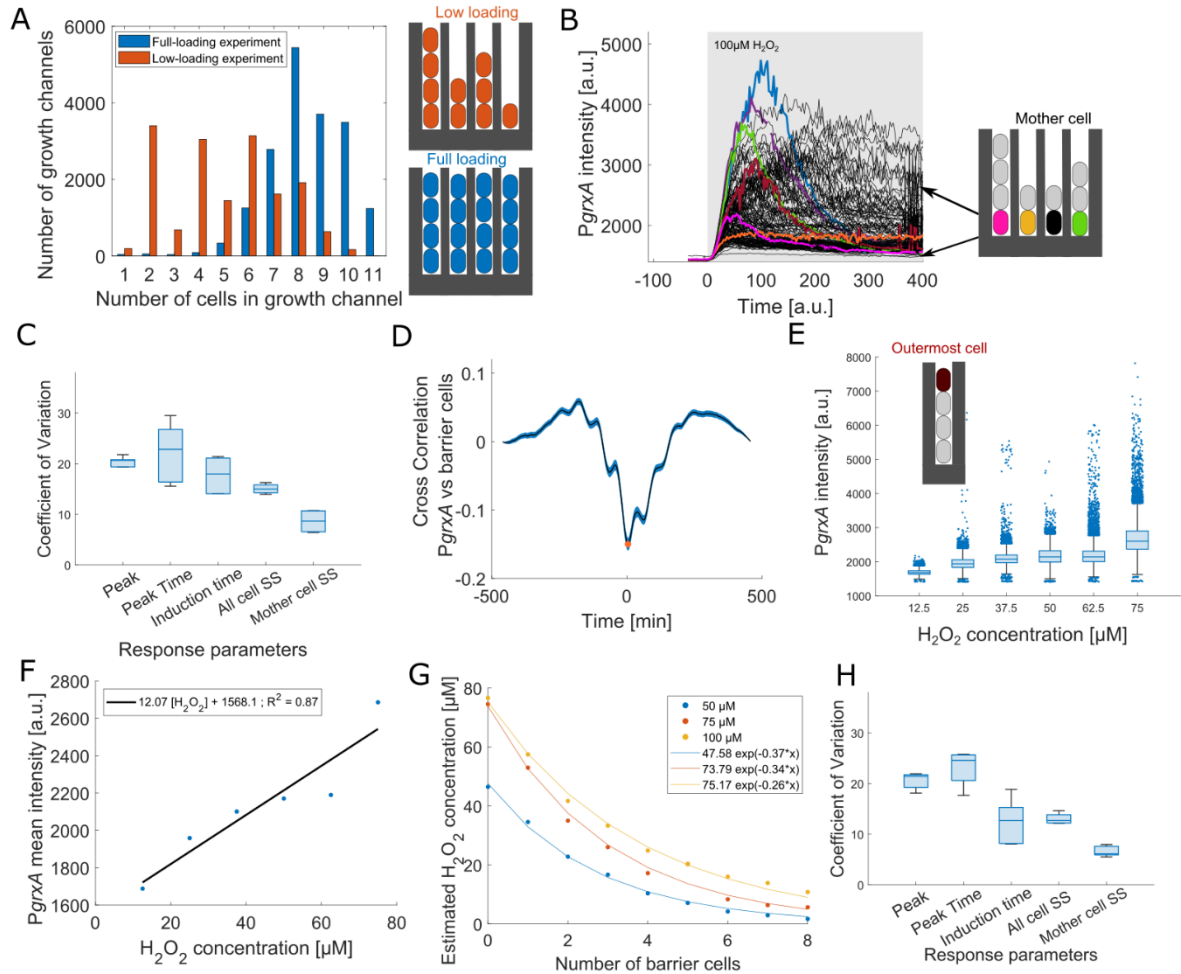 A
Number of growth channels
6000
4000
2000
0
Full-loading experiment
Low-loading experiment
1 2 3 4 5 6 7 8 9 10 11
Number of cells in growth channel
Low loading
Full loading
B
PgrxA intensity [a.u.]
5000
4000
3000
2000
100µM H₂O₂
-100 0 100 200 300 400
Time [a.u.]
Mother cell
C
Coefficient of Variation
30
20
10
0
Peak
Peak Time
Induction time
All cell SS
Mother cell SS
Response parameters
D
Cross Correlation
PgrxA vs barrier cells
0.1
0
-0.1
-0.2
-500 0 500
Time [min]
E
Outermost cell
PgrxA intensity [a.u.]
8000
7000
6000
5000
4000
3000
2000
1000
12.5 25 37.5 50 62.5 75
H₂O₂ concentration [µM]
F
PgrxA mean intensity [a.u.]
2800
2600
2400
2200
2000
1800
1600
12.07 [H₂O₂] + 1568.1 ; R² = 0.87
0 20 40 60 80
H₂O₂ concentration [µM]
G
Estimated H₂O₂ concentration [µM]
80
60
40
20
0
50 µM
75 µM
100 µM
47.58 exp(-0.37*x)
73.79 exp(-0.34*x)
75.17 exp(-0.26*x)
0 2 4 6 8
Number of barrier cells
H
Coefficient of Variation
30
20
10
0
Peak
Peak Time
Induction time
All cell SS
Mother cell SS
Response parameters